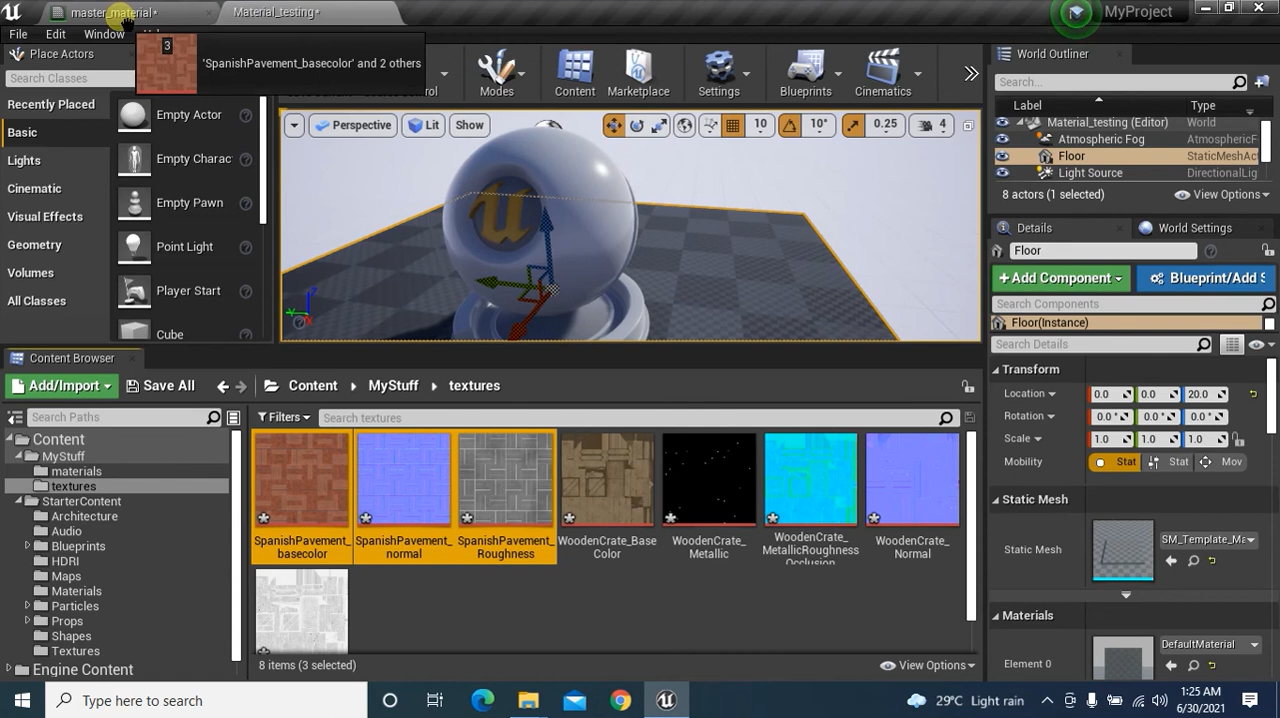 master_material*
Material_testing*
MyProject
File
Edit
Window
3
'SpanishPavement_basecolor' and 2 others
Place Actors
Search Classes
Recently Placed
Basic
Lights
Cinematic
Visual Effects
Geometry
Volumes
All Classes
Empty Actor
Empty Charac
Empty Pawn
Point Light
Player Start
Cube
Modes
Content
Marketplace
Settings
Blueprints
Cinematics
Perspective
Lit
Show
10
10°
0.25
4
World Outliner
Search...
Label
Type
Material_testing (Editor)
World
Atmospheric Fog
AtmosphericF
Floor
StaticMeshAct
Light Source
DirectionalLig
8 actors (1 selected)
View Options
Details
World Settings
Floor
+Add Component
Blueprint/Add S
Search Components
Floor(Instance)
Search Details
Transform
Location
0.0
0.0
20.0
Rotation
0.0 °
0.0 °
0.0 °
Scale
1.0
1.0
1.0
Mobility
Stat
Stat
Mov
Static Mesh
Static Mesh
SM_Template_Ma
Materials
Element 0
DefaultMaterial
Content Browser
Add/Import
Save All
Content
MyStuff
textures
Search Paths
Filters
Search textures
Content
MyStuff
materials
textures
StarterContent
Architecture
Audio
Blueprints
HDRI
Maps
Materials
Particles
Props
Shapes
Textures
Engine Content
SpanishPavement_
basecolor
SpanishPavement_
normal
SpanishPavement_
Roughness
WoodenCrate_Base
Color
WoodenCrate_
Metallic
WoodenCrate_
MetallicRoughness
Occlusion
WoodenCrate_
Normal
8 items (3 selected)
View Options
Type here to search
29°C Light rain
1:25 AM
6/30/2021